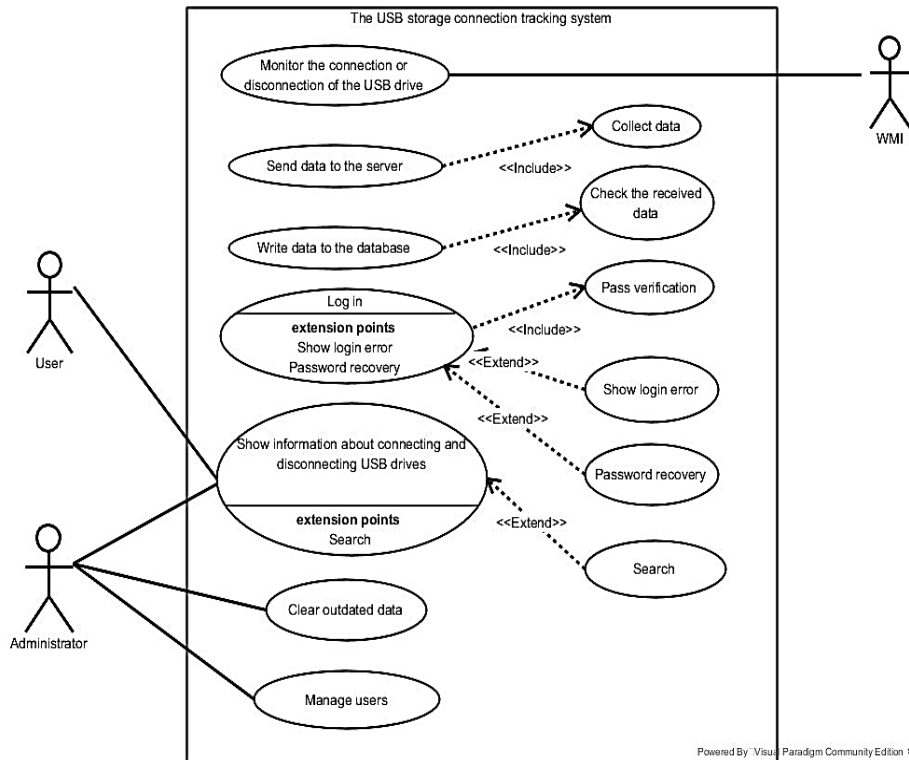 The USB storage connection tracking system
Monitor the connection or
disconnection of the USB drive
WMI
Collect data
Send data to the server
<<Include>>
Check the received
data
Write data to the database
<<Include>>
User
Log in
extension points
Show login error
Password recovery
Pass verification
<<Include>>
<<Extend>>
Show login error
<<Extend>>
Show information about connecting and
disconnecting USB drives
extension points
Search
Password recovery
<<Extend>>
Search
Administrator
Clear outdated data
Manage users
Powered By Visual Paradigm Community Edition